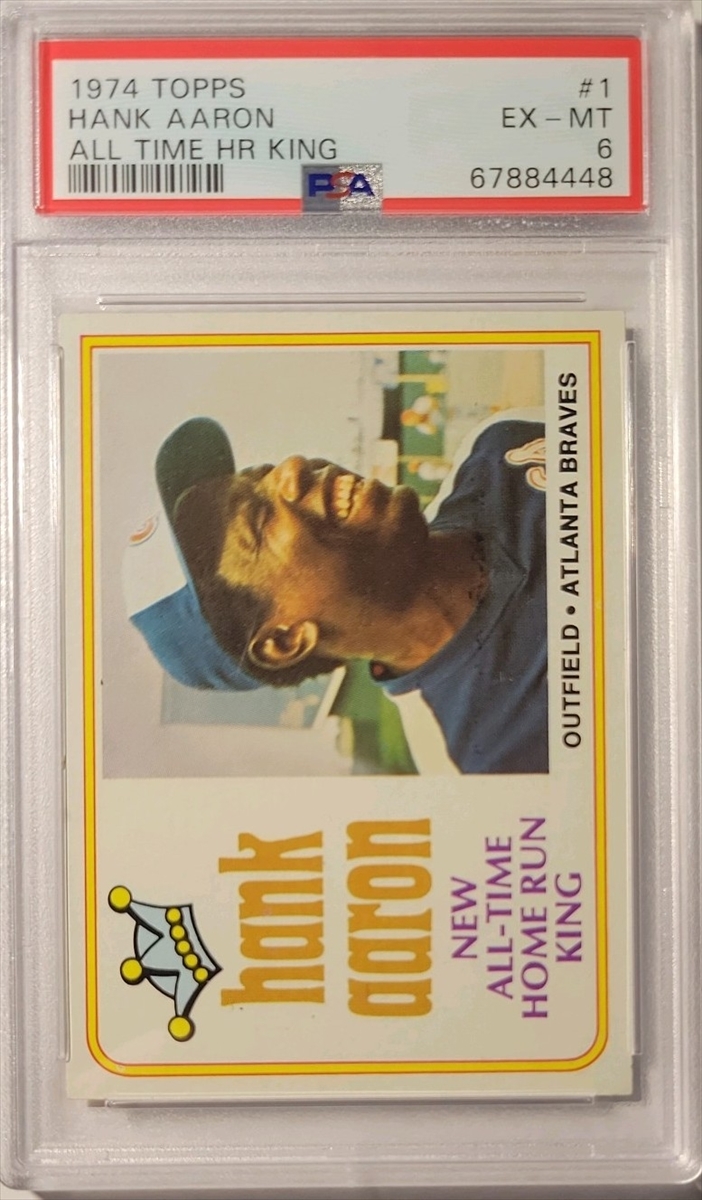 1974 TOPPS #1
HANK AARON EX - MT
ALL TIME HR KING 6
PSA 67884448
hank
aaron
NEW
ALL-TIME
HOME RUN
KING
OUTFIELD • ATLANTA BRAVES